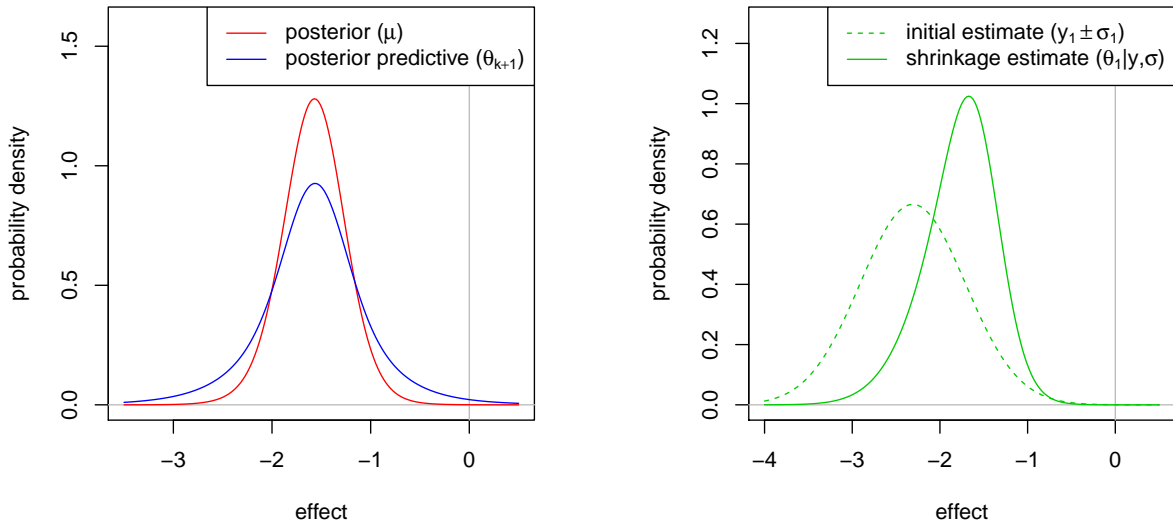 posterior (μ)
posterior predictive (θk+1)
probability density
1.5
1.0
0.5
0.0
−3 −2 −1 0
effect
initial estimate (y1 ± σ1)
shrinkage estimate (θ1|y,σ)
probability density
1.2
1.0
0.8
0.6
0.4
0.2
0.0
−4 −3 −2 −1 0
effect